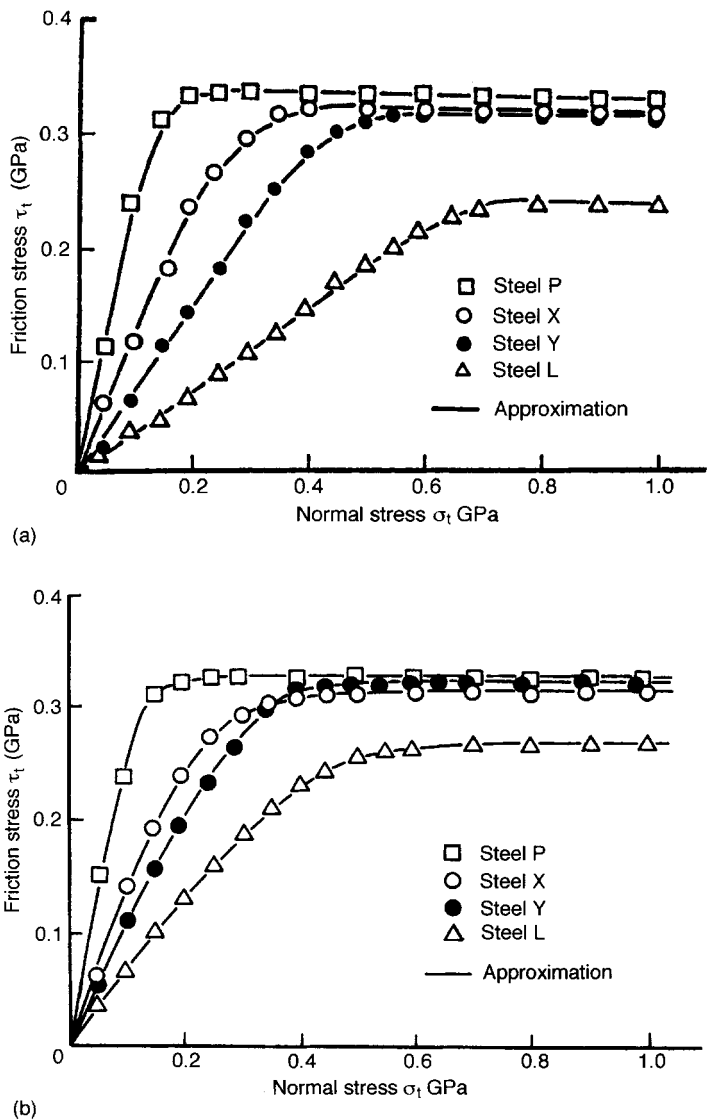 0.4
0.3
0.2
0.1
0
Friction stress τt (GPa)
Steel P
Steel X
Steel Y
Steel L
Approximation
0.2 0.4 0.6 0.8 1.0
Normal stress σt GPa
(a)
0.4
0.3
0.2
0.1
0
Friction stress τt (GPa)
Steel P
Steel X
Steel Y
Steel L
Approximation
0.2 0.4 0.6 0.8 1.0
Normal stress σt GPa
(b)